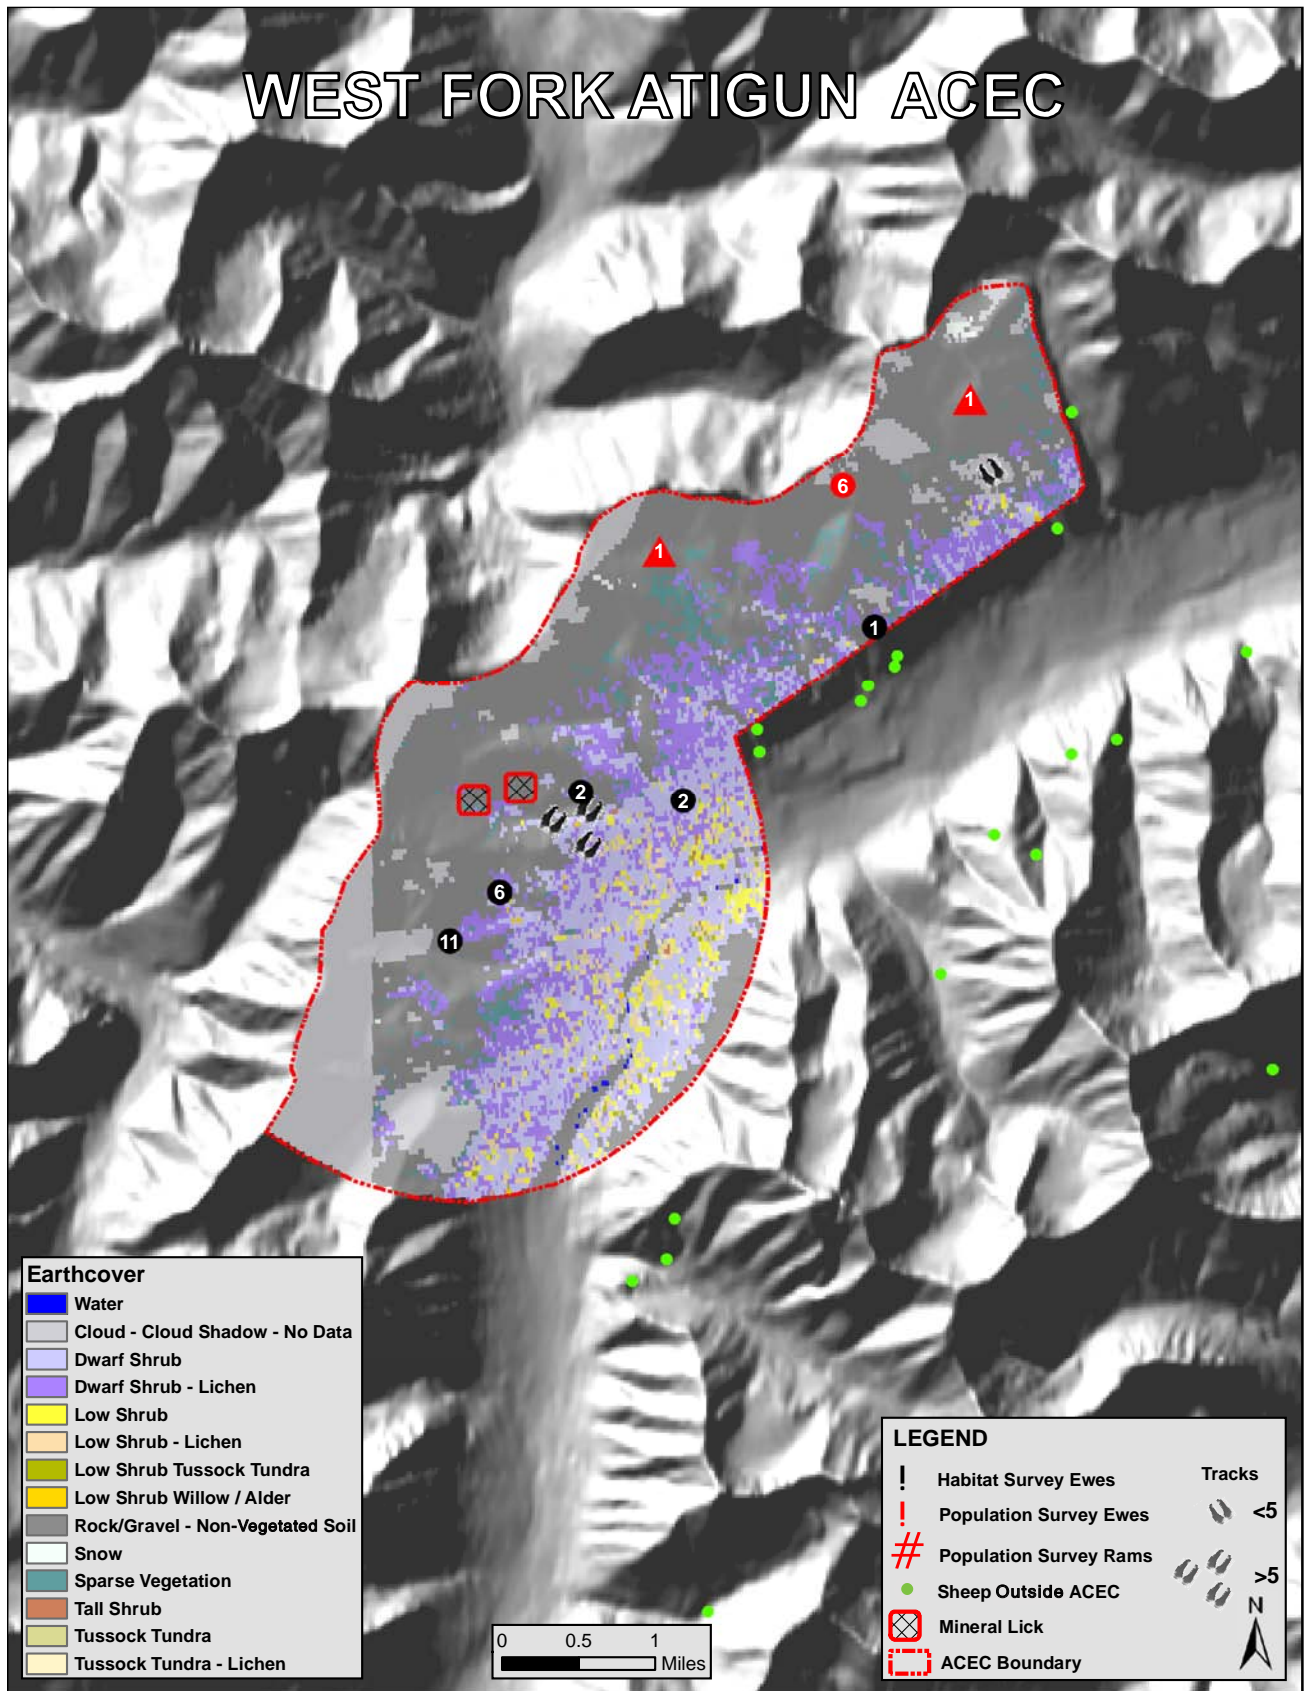 WEST FORK ATIGUN ACEC
1
6
1
1
2
2
6
11
Earthcover
Water
Cloud - Cloud Shadow - No Data
Dwarf Shrub
Dwarf Shrub - Lichen
Low Shrub
Low Shrub - Lichen
Low Shrub Tussock Tundra
Low Shrub Willow / Alder
Rock/Gravel - Non-Vegetated Soil
Snow
Sparse Vegetation
Tall Shrub
Tussock Tundra
Tussock Tundra - Lichen
0 0.5 1
Miles
LEGEND
! Habitat Survey Ewes
! Population Survey Ewes
# Population Survey Rams
Sheep Outside ACEC
Mineral Lick
ACEC Boundary
Tracks
<5
>5
N